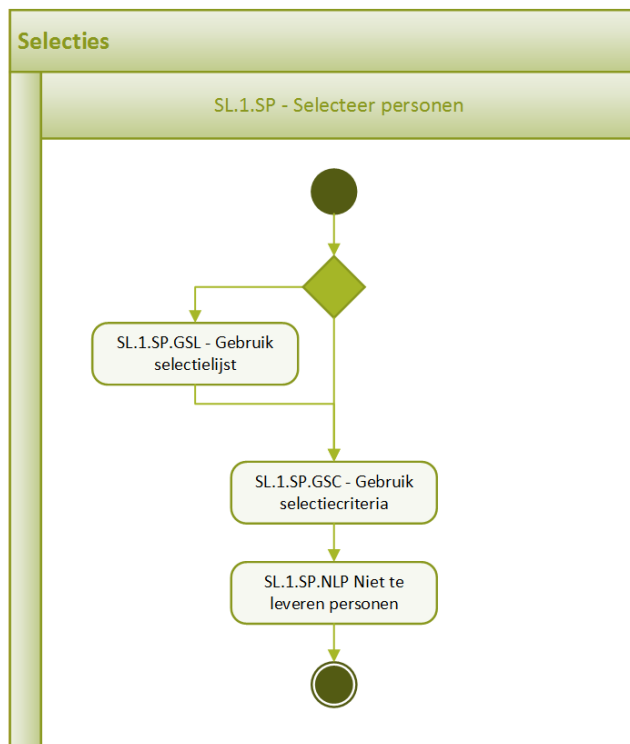 Selecties
SL.1.SP - Selecteer personen
SL.1.SP.GSL - Gebruik
selectielijst
SL.1.SP.GSC - Gebruik
selectiecriteria
SL.1.SP.NLP Niet te
leveren personen